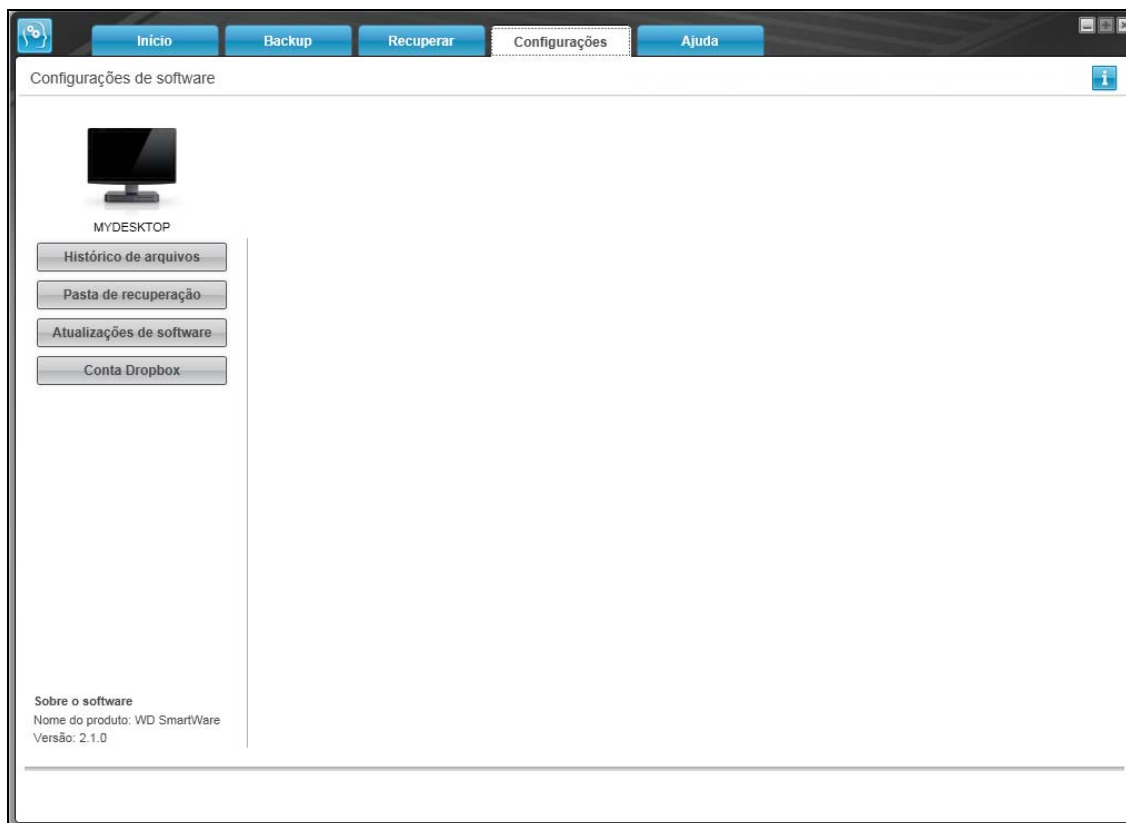 Início
Backup
Recuperar
Configurações
Ajuda
Configurações de software
i
MYDESKTOP
Histórico de arquivos
Pasta de recuperação
Atualizações de software
Conta Dropbox
Sobre o software
Nome do produto: WD SmartWare
Versão: 2.1.0